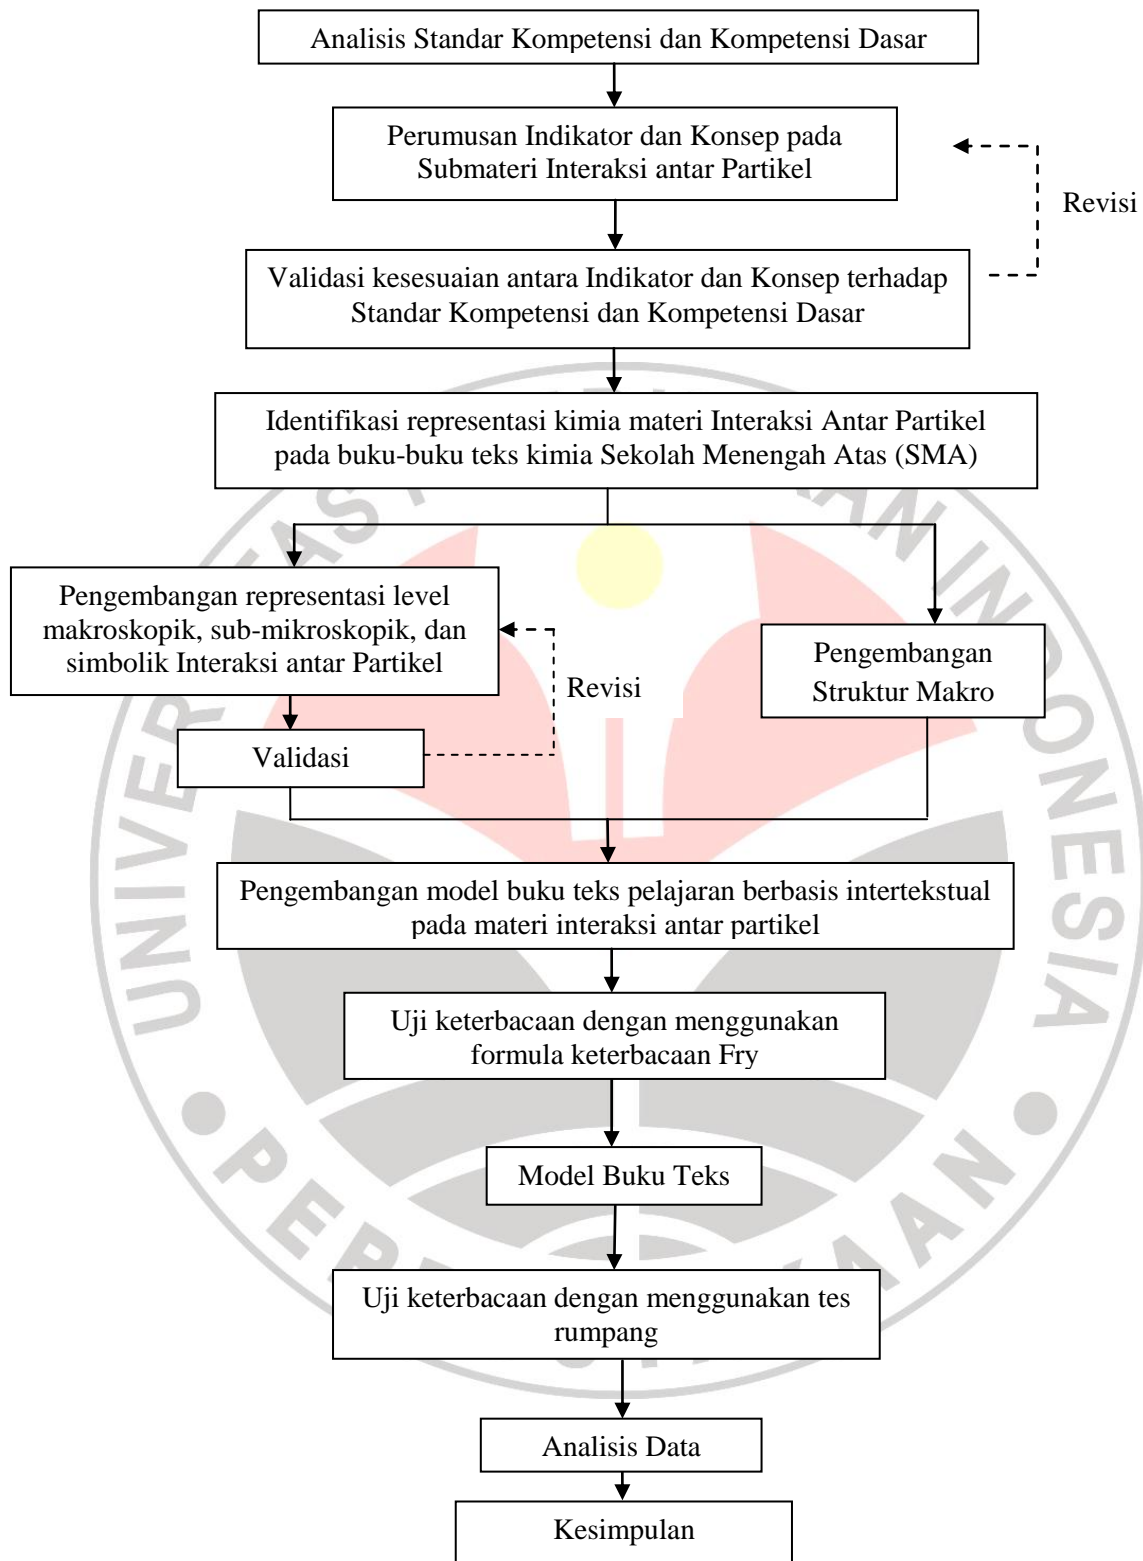 Analisis Standar Kompetensi dan Kompetensi Dasar
Perumusan Indikator dan Konsep pada
Submateri Interaksi antar Partikel
Revisi
Validasi kesesuaian antara Indikator dan Konsep terhadap
Standar Kompetensi dan Kompetensi Dasar
Identifikasi representasi kimia materi Interaksi Antar Partikel
pada buku-buku teks kimia Sekolah Menengah Atas (SMA)
Pengembangan representasi level
makroskopik, sub-mikroskopik, dan
simbolik Interaksi antar Partikel
Revisi
Validasi
Pengembangan
Struktur Makro
Pengembangan model buku teks pelajaran berbasis intertekstual
pada materi interaksi antar partikel
Uji keterbacaan dengan menggunakan
formula keterbacaan Fry
Model Buku Teks
Uji keterbacaan dengan menggunakan tes
rumpang
Analisis Data
Kesimpulan
INDONESIA